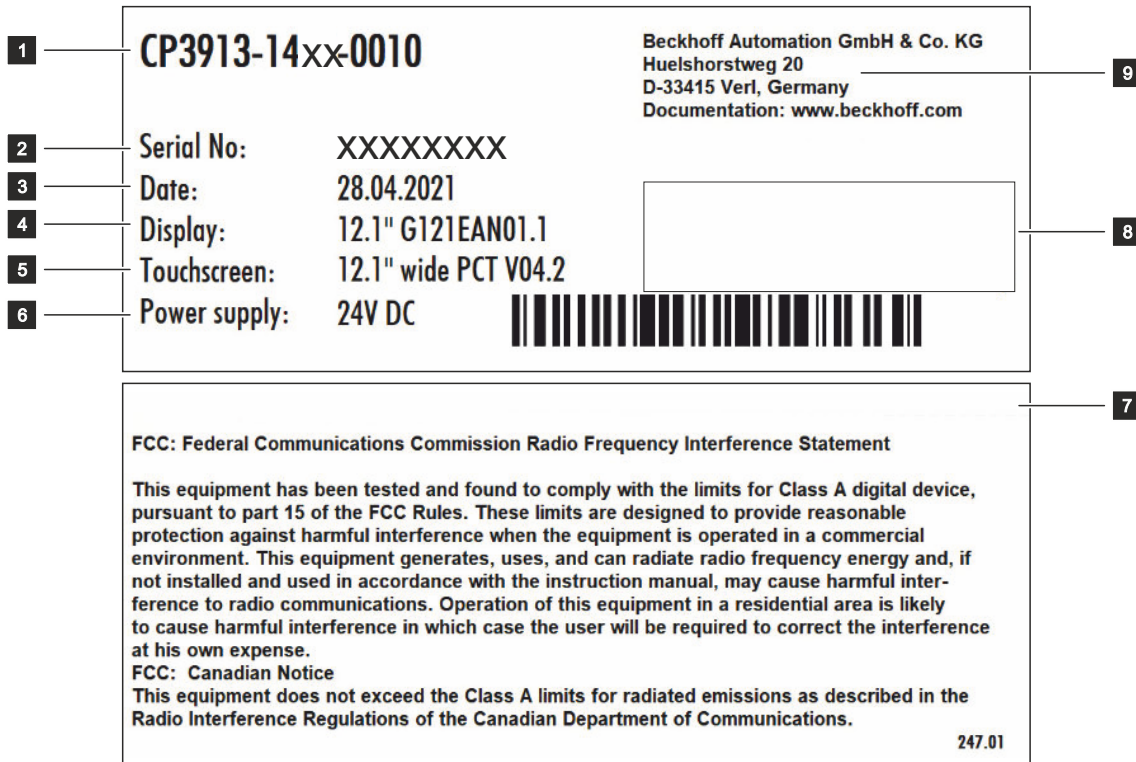 1
CP3913-14xx-0010
Beckhoff Automation GmbH & Co. KG
Huelshorstweg 20
D-33415 Verl, Germany
Documentation: www.beckhoff.com
9
2
Serial No: XXXXXXXX
3
Date: 28.04.2021
4
Display: 12.1" G121EAN01.1
8
5
Touchscreen: 12.1" wide PCT V04.2
6
Power supply: 24V DC
7
FCC: Federal Communications Commission Radio Frequency Interference Statement
This equipment has been tested and found to comply with the limits for Class A digital device,
pursuant to part 15 of the FCC Rules. These limits are designed to provide reasonable
protection against harmful interference when the equipment is operated in a commercial
environment. This equipment generates, uses, and can radiate radio frequency energy and, if
not installed and used in accordance with the instruction manual, may cause harmful inter-
ference to radio communications. Operation of this equipment in a residential area is likely
to cause harmful interference in which case the user will be required to correct the interference
at his own expense.
FCC: Canadian Notice
This equipment does not exceed the Class A limits for radiated emissions as described in the
Radio Interference Regulations of the Canadian Department of Communications.
247.01